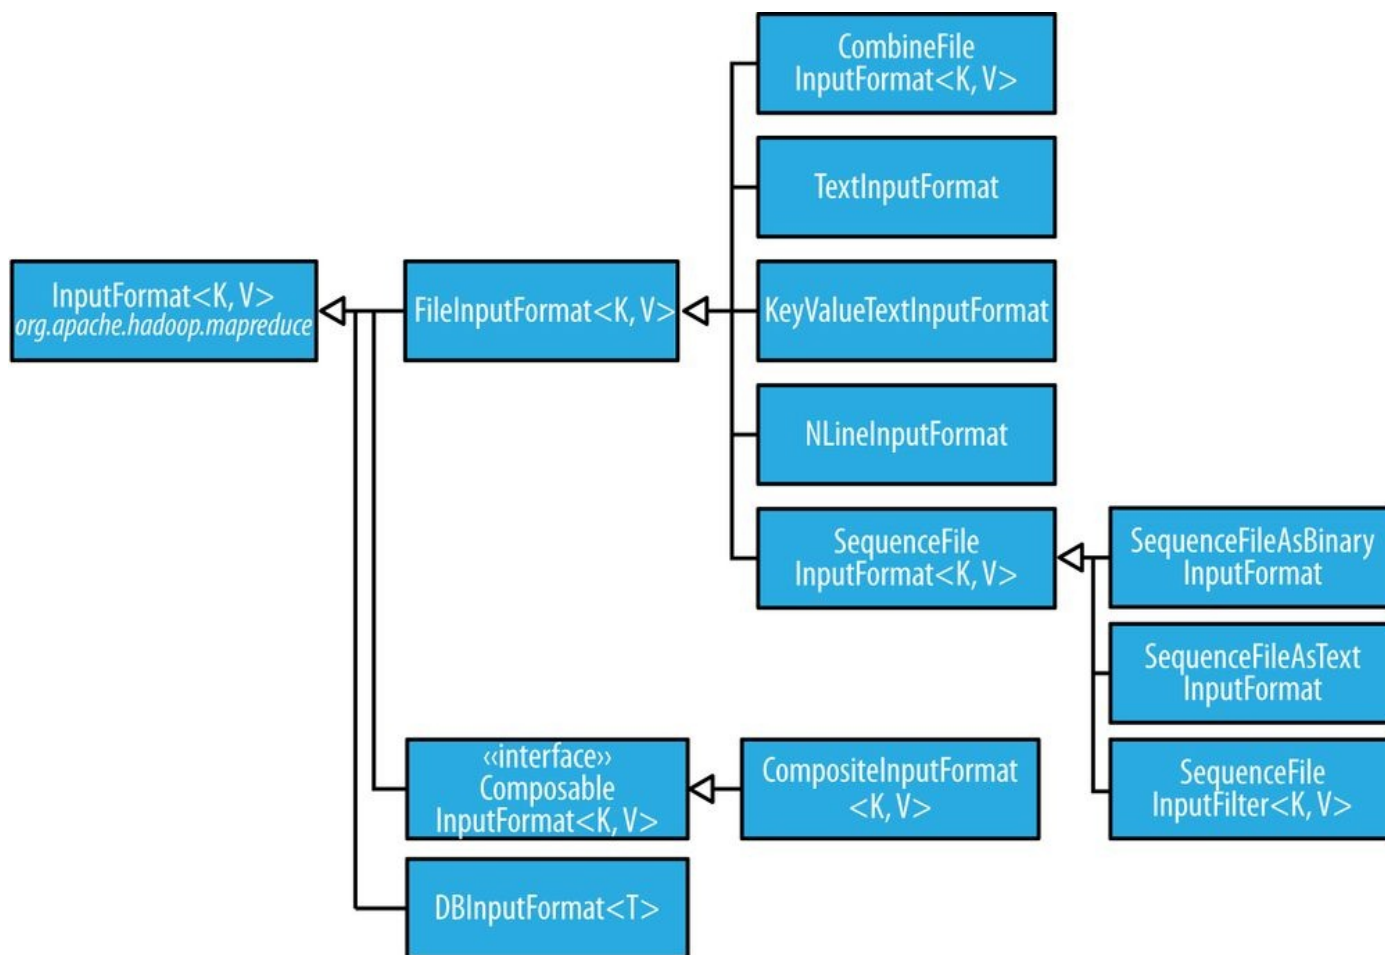 CombineFile
InputFormat<K, V>
TextInputFormat
InputFormat<K, V>
org.apache.hadoop.mapreduce
FileInputFormat<K, V>
KeyValueTextInputFormat
NLineInputFormat
SequenceFile
InputFormat<K, V>
SequenceFileAsBinary
InputFormat
SequenceFileAsText
InputFormat
«interface»
Composable
InputFormat<K, V>
CompositeInputFormat
<K, V>
SequenceFile
InputFilter<K, V>
DBInputFormat<T>